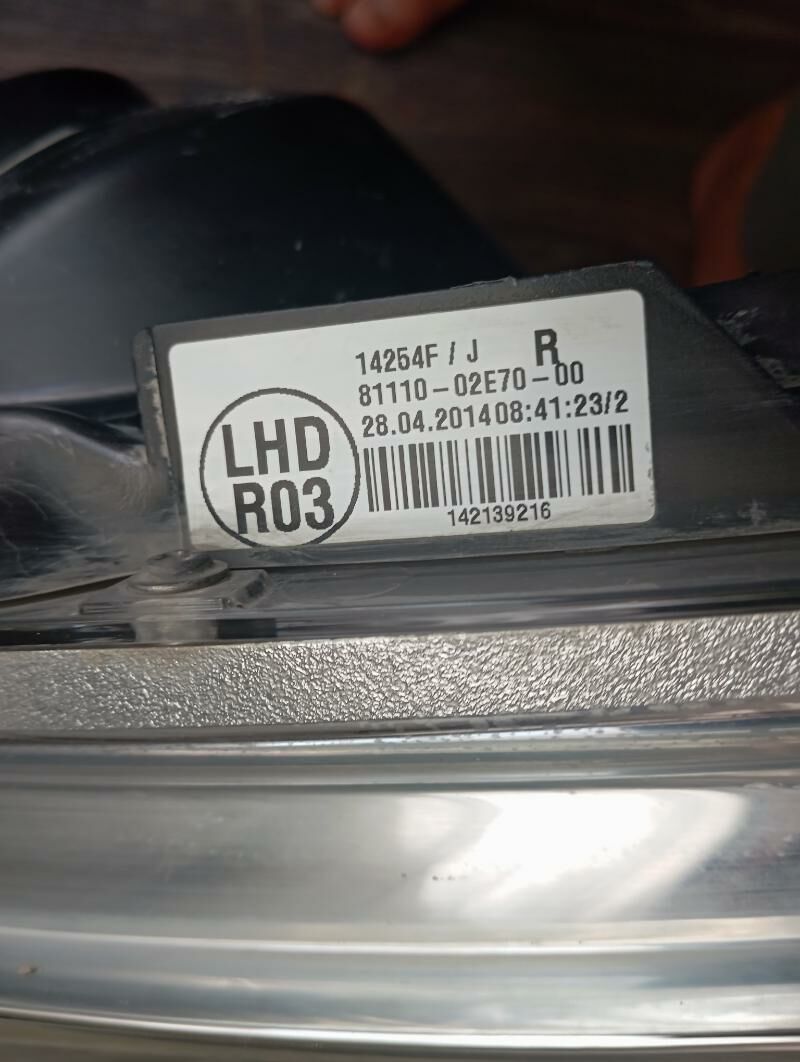 14254F / J R
81110-02E70-00
28.04.2014 08:41:23/2
LHD
R03
142139216